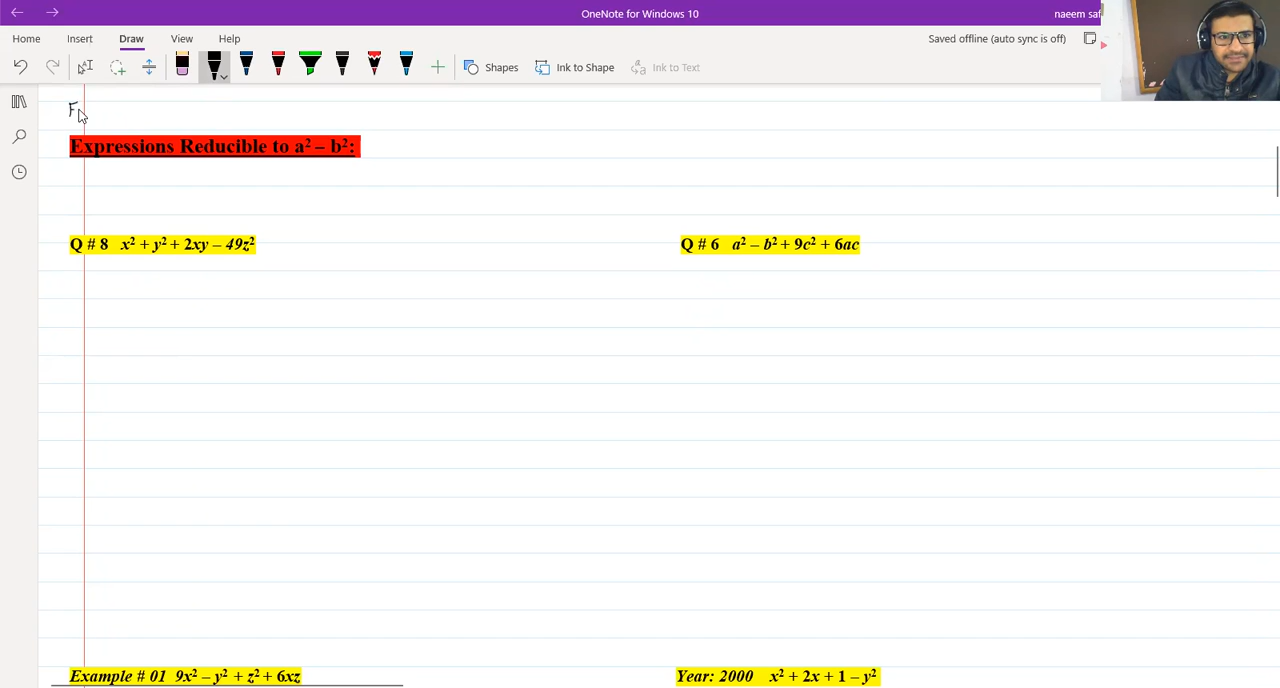 OneNote for Windows 10
naeem saf
Home Insert Draw View Help
Saved offline (auto sync is off)
Shapes Ink to Shape Ink to Text
F
Expressions Reducible to a² – b²:
Q # 8 x² + y² + 2xy – 49z²
Q # 6 a² – b² + 9c² + 6ac
Example # 01 9x² – y² + z² + 6xz
Year: 2000 x² + 2x + 1 – y²